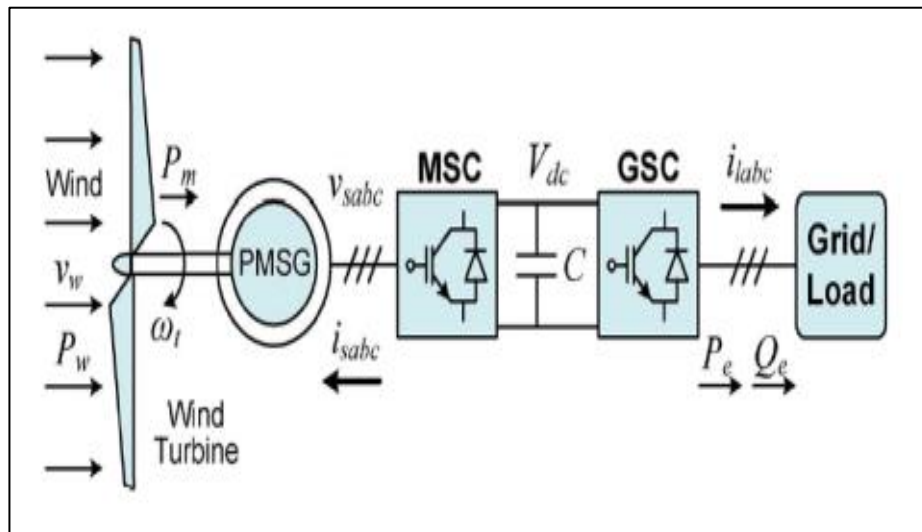 Wind
v_w
P_w
P_m
ω_t
Wind
Turbine
PMSG
v_sabc
i_sabc
MSC
V_dc
C
GSC
i_labc
P_e Q_e
Grid/
Load